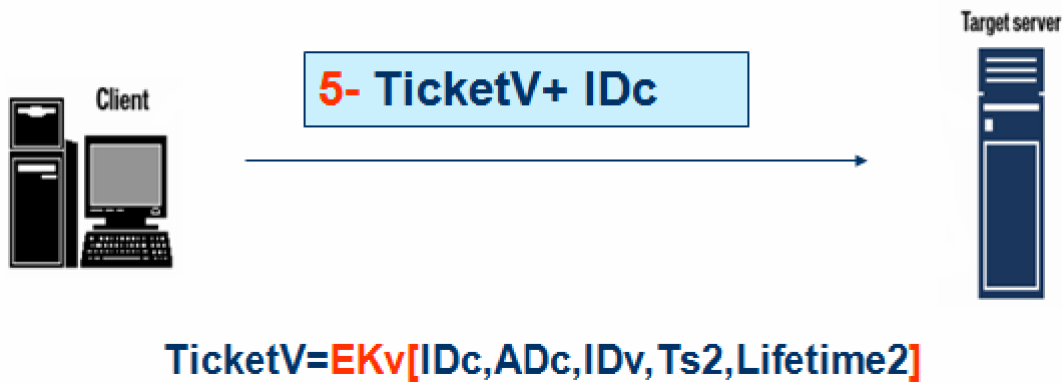 Target server
5- TicketV+ IDc
Client
TicketV=EKv[IDc,ADc,IDv,Ts2,Lifetime2]